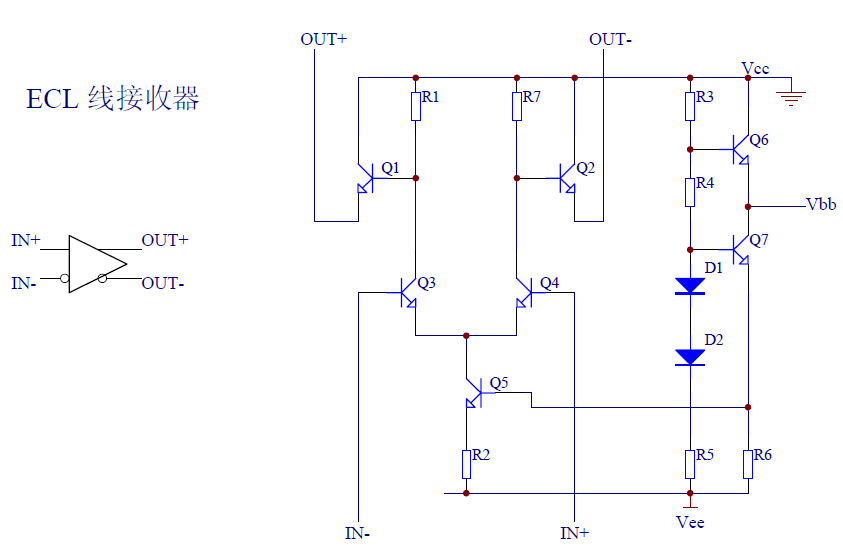 OUT+
OUT-
Vcc
ECL 线接收器
R1
R7
R3
Q6
Q1
Q2
R4
Vbb
Q7
IN+
OUT+
IN-
OUT-
D1
Q3
Q4
D2
Q5
R2
R5
R6
IN-
IN+
Vee